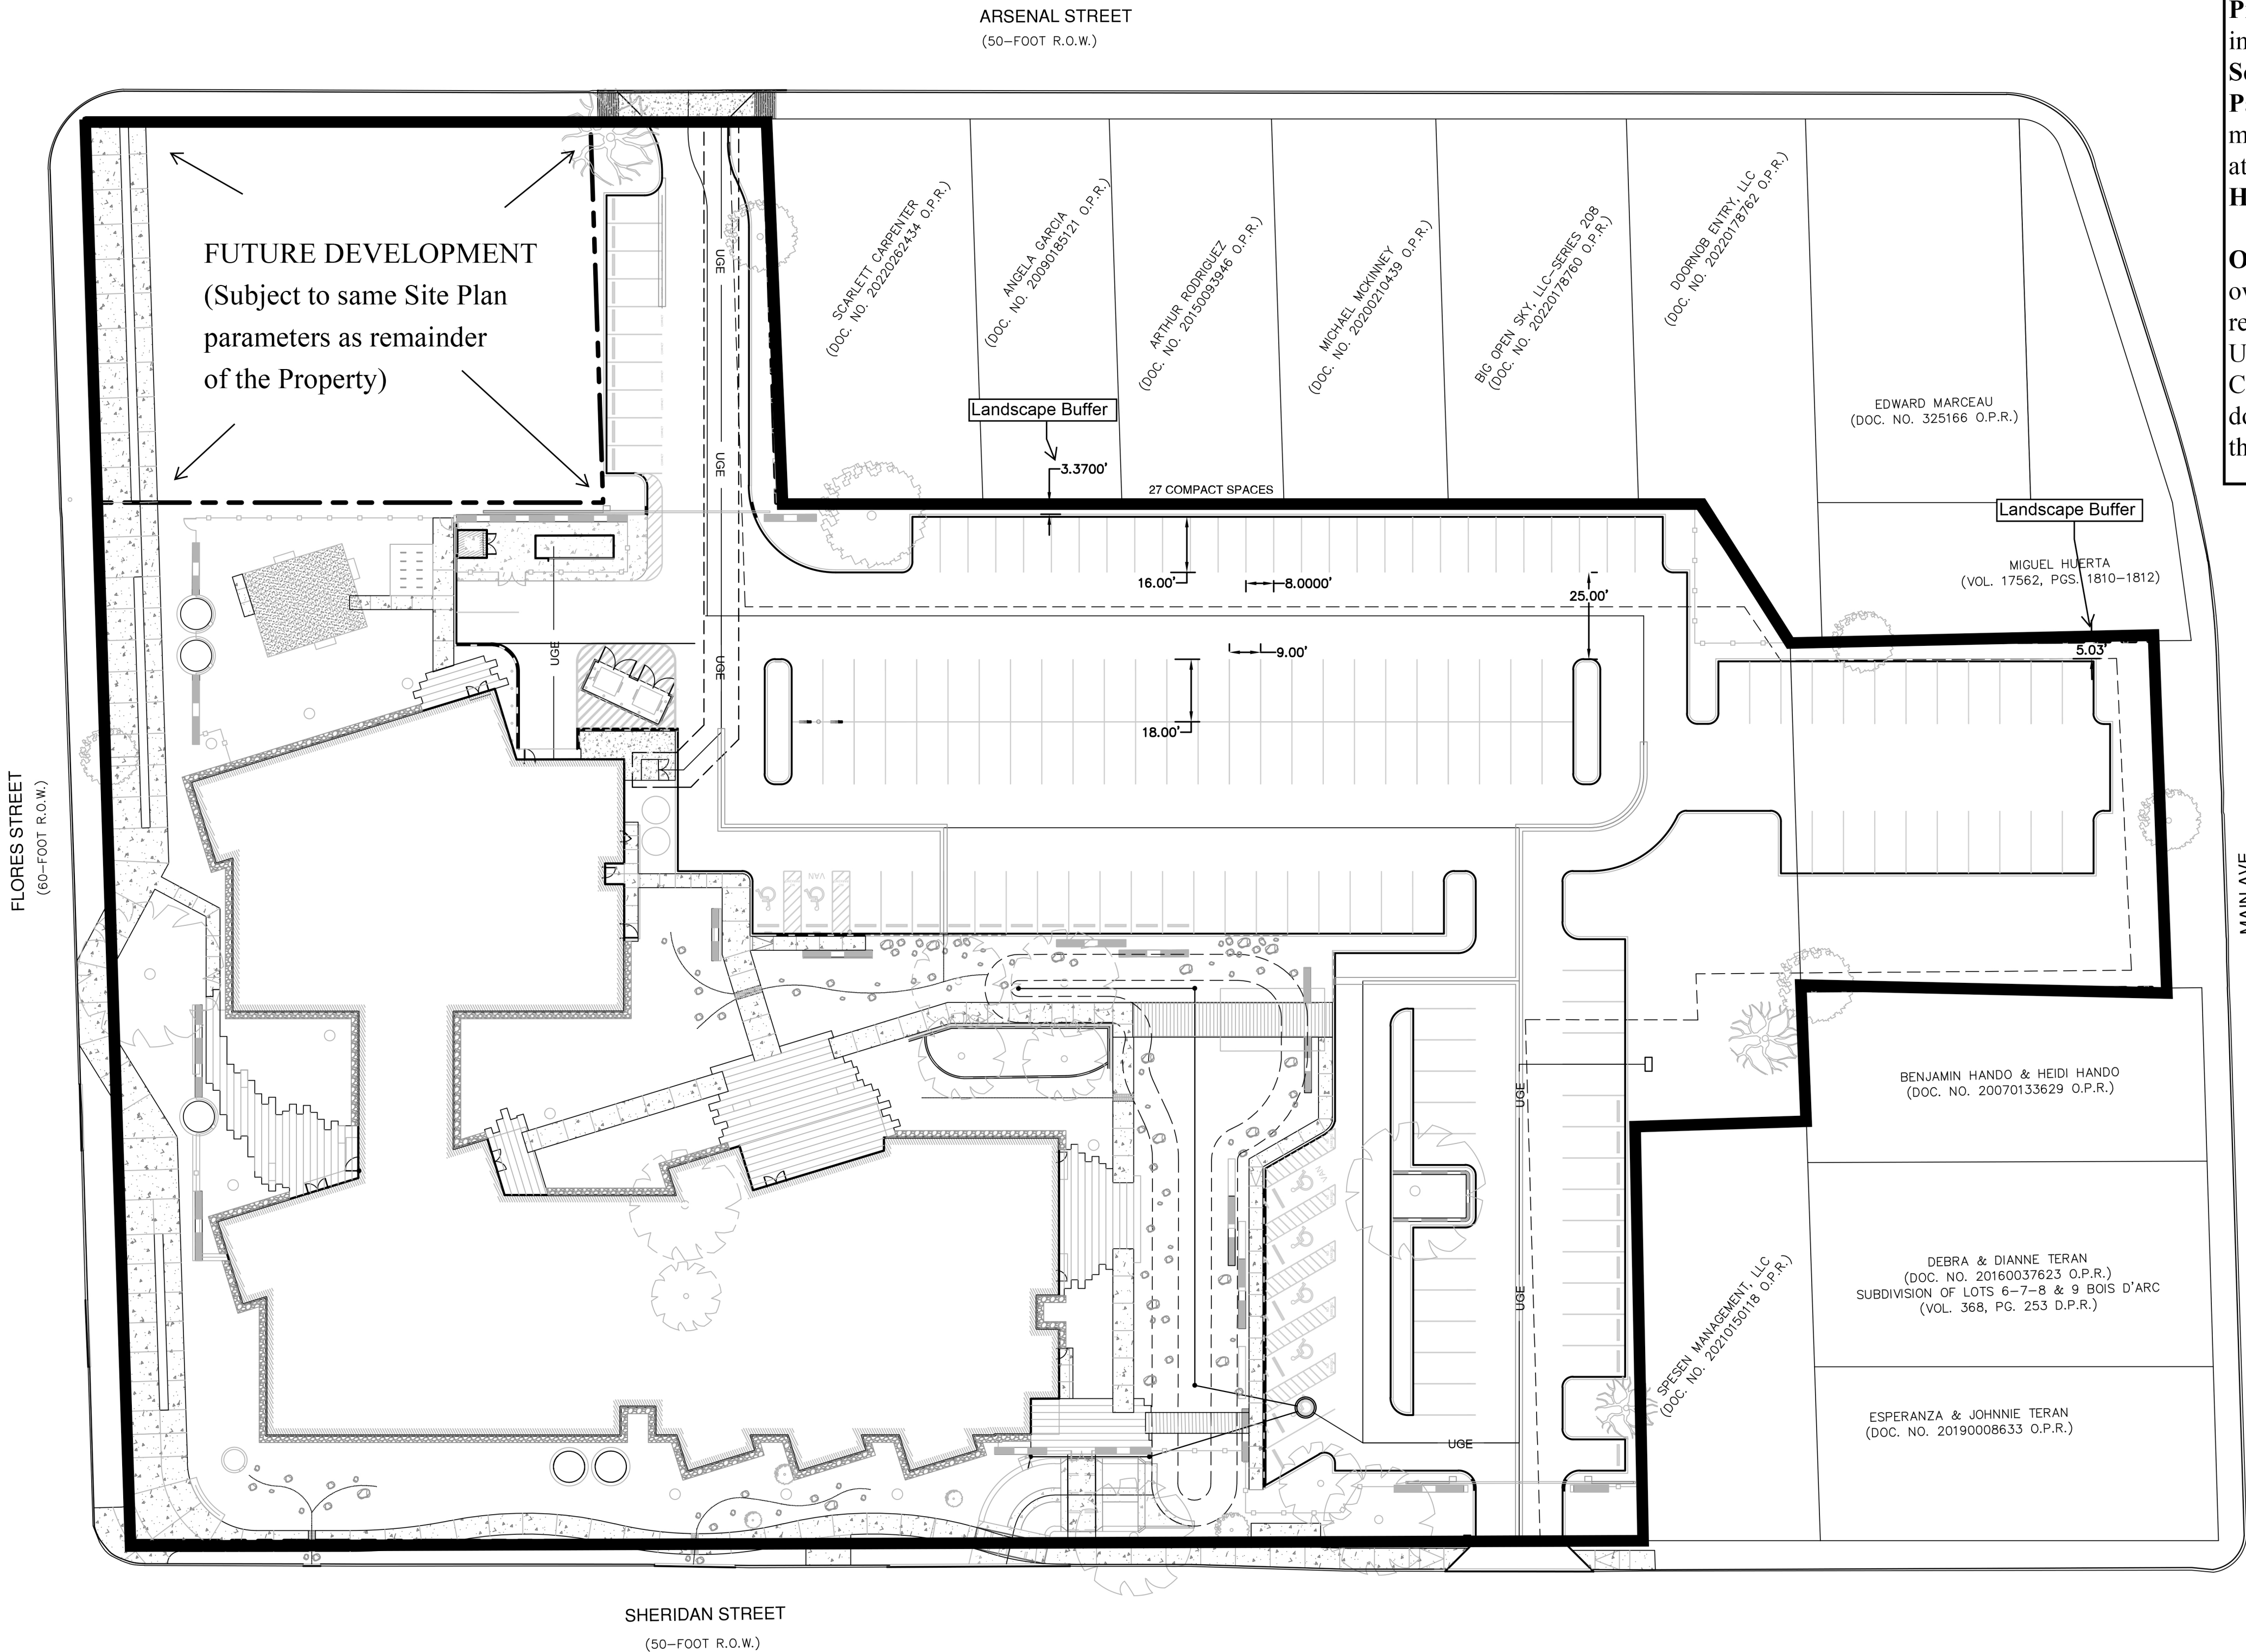 ARSENAL STREET
(50-FOOT R.O.W.)
FUTURE DEVELOPMENT
(Subject to same Site Plan
parameters as remainder
of the Property)
UGE
UGE
UGE
UGE
SCARLETT CARPENTER
(DOC. NO. 20220262434 O.P.R.)
ANGELA GARCIA
(DOC. NO. 20090185121 O.P.R.)
ARTHUR RODRIGUEZ
(DOC. NO. 20150093946 O.P.R.)
MICHAEL MCKINNEY
(DOC. NO. 20200210439 O.P.R.)
BIG OPEN SKY, LLC-SERIES 208
(DOC. NO. 20220178760 O.P.R.)
DOORNOB ENTRY, LLC
(DOC. NO. 20220178762 O.P.R.)
EDWARD MARCEAU
(DOC. NO. 325166 O.P.R.)
Landscape Buffer
3.3700'
27 COMPACT SPACES
Landscape Buffer
MIGUEL HUERTA
(VOL. 17562, PGS. 1810-1812)
16.00'
8.0000'
25.00'
9.00'
18.00'
5.03'
FLORES STREET
(60-FOOT R.O.W.)
MAIN AVE
VAN
VAN
UGE
UGE
UGE
BENJAMIN HANDO & HEIDI HANDO
(DOC. NO. 20070133629 O.P.R.)
SPESEN MANAGEMENT, LLC
(DOC. NO. 20210150118 O.P.R.)
DEBRA & DIANNE TERAN
(DOC. NO. 20160037623 O.P.R.)
SUBDIVISION OF LOTS 6-7-8 & 9 BOIS D'ARC
(VOL. 368, PG. 253 D.P.R.)
ESPERANZA & JOHNNIE TERAN
(DOC. NO. 20190008633 O.P.R.)
SHERIDAN STREET
(50-FOOT R.O.W.)